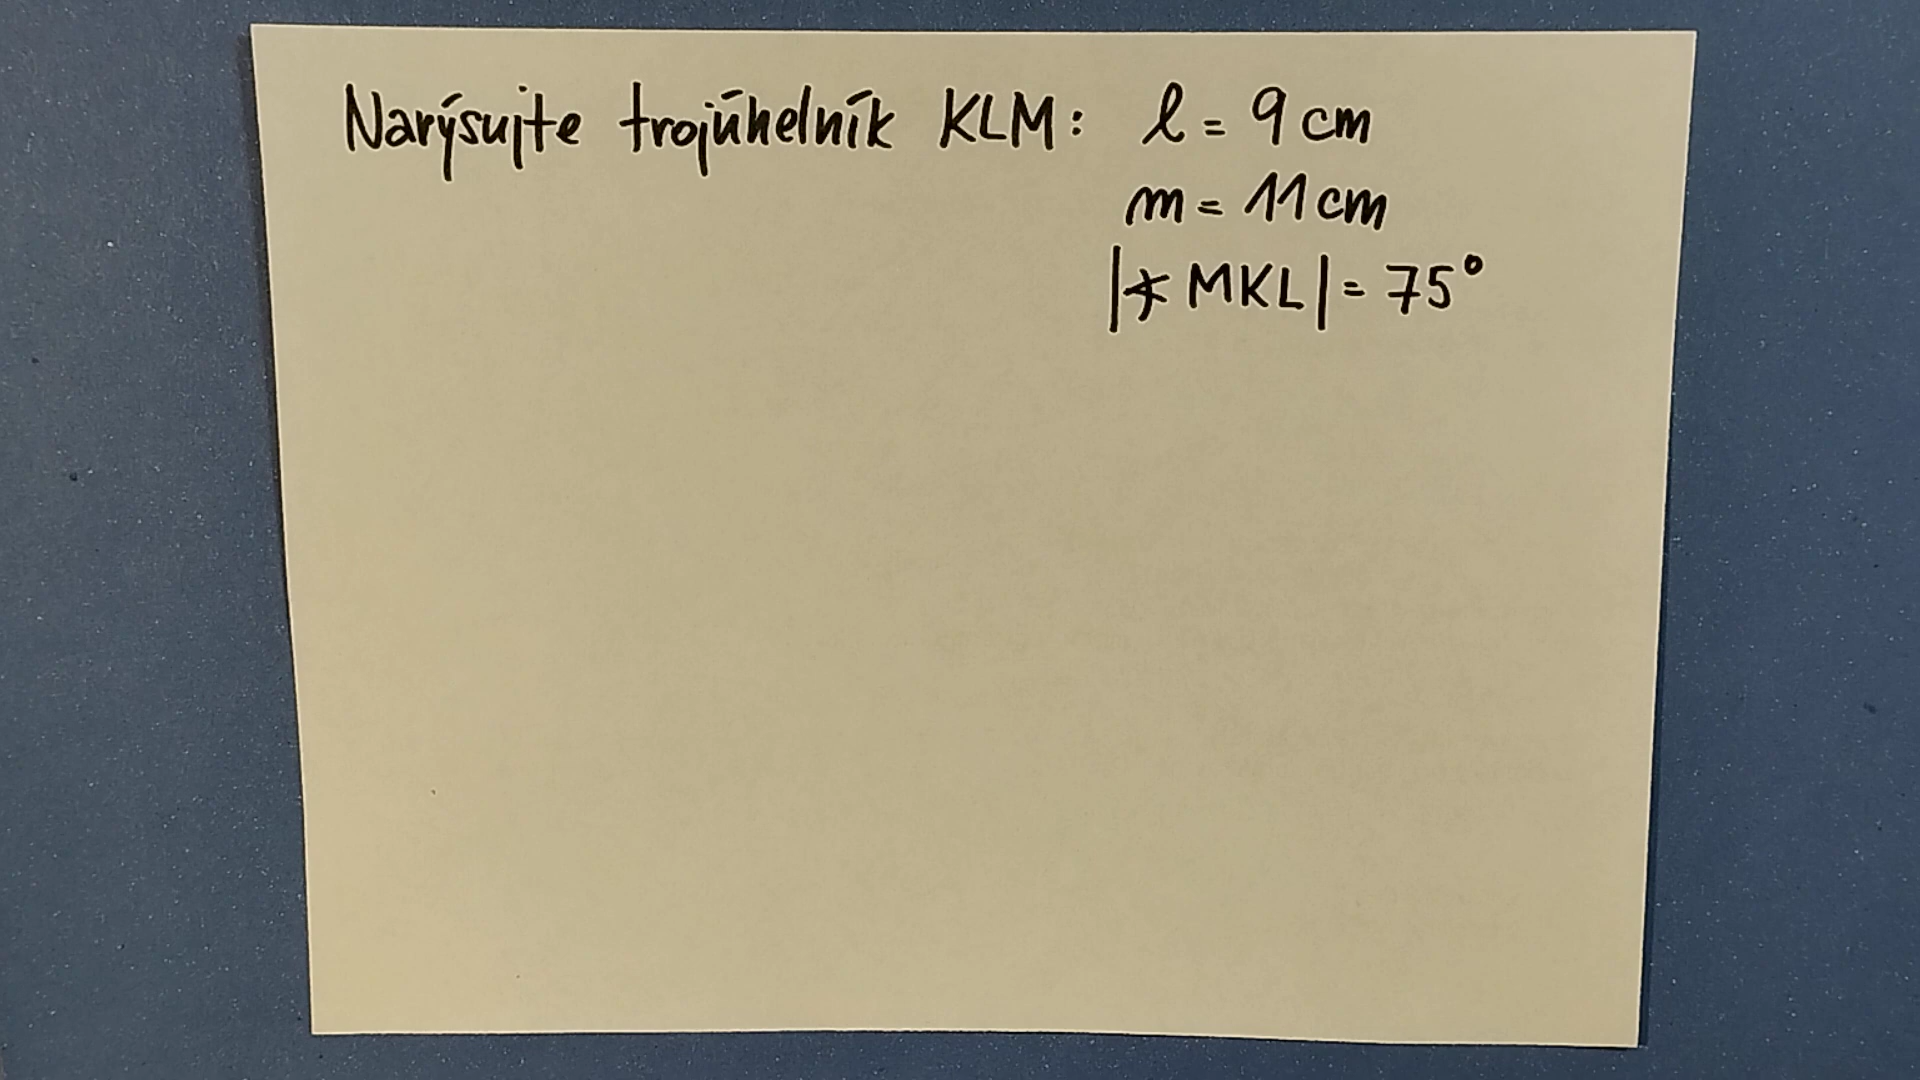 Narýsujte trojúhelník KLM: l = 9 cm
m = 11 cm
|∢ MKL| = 75°